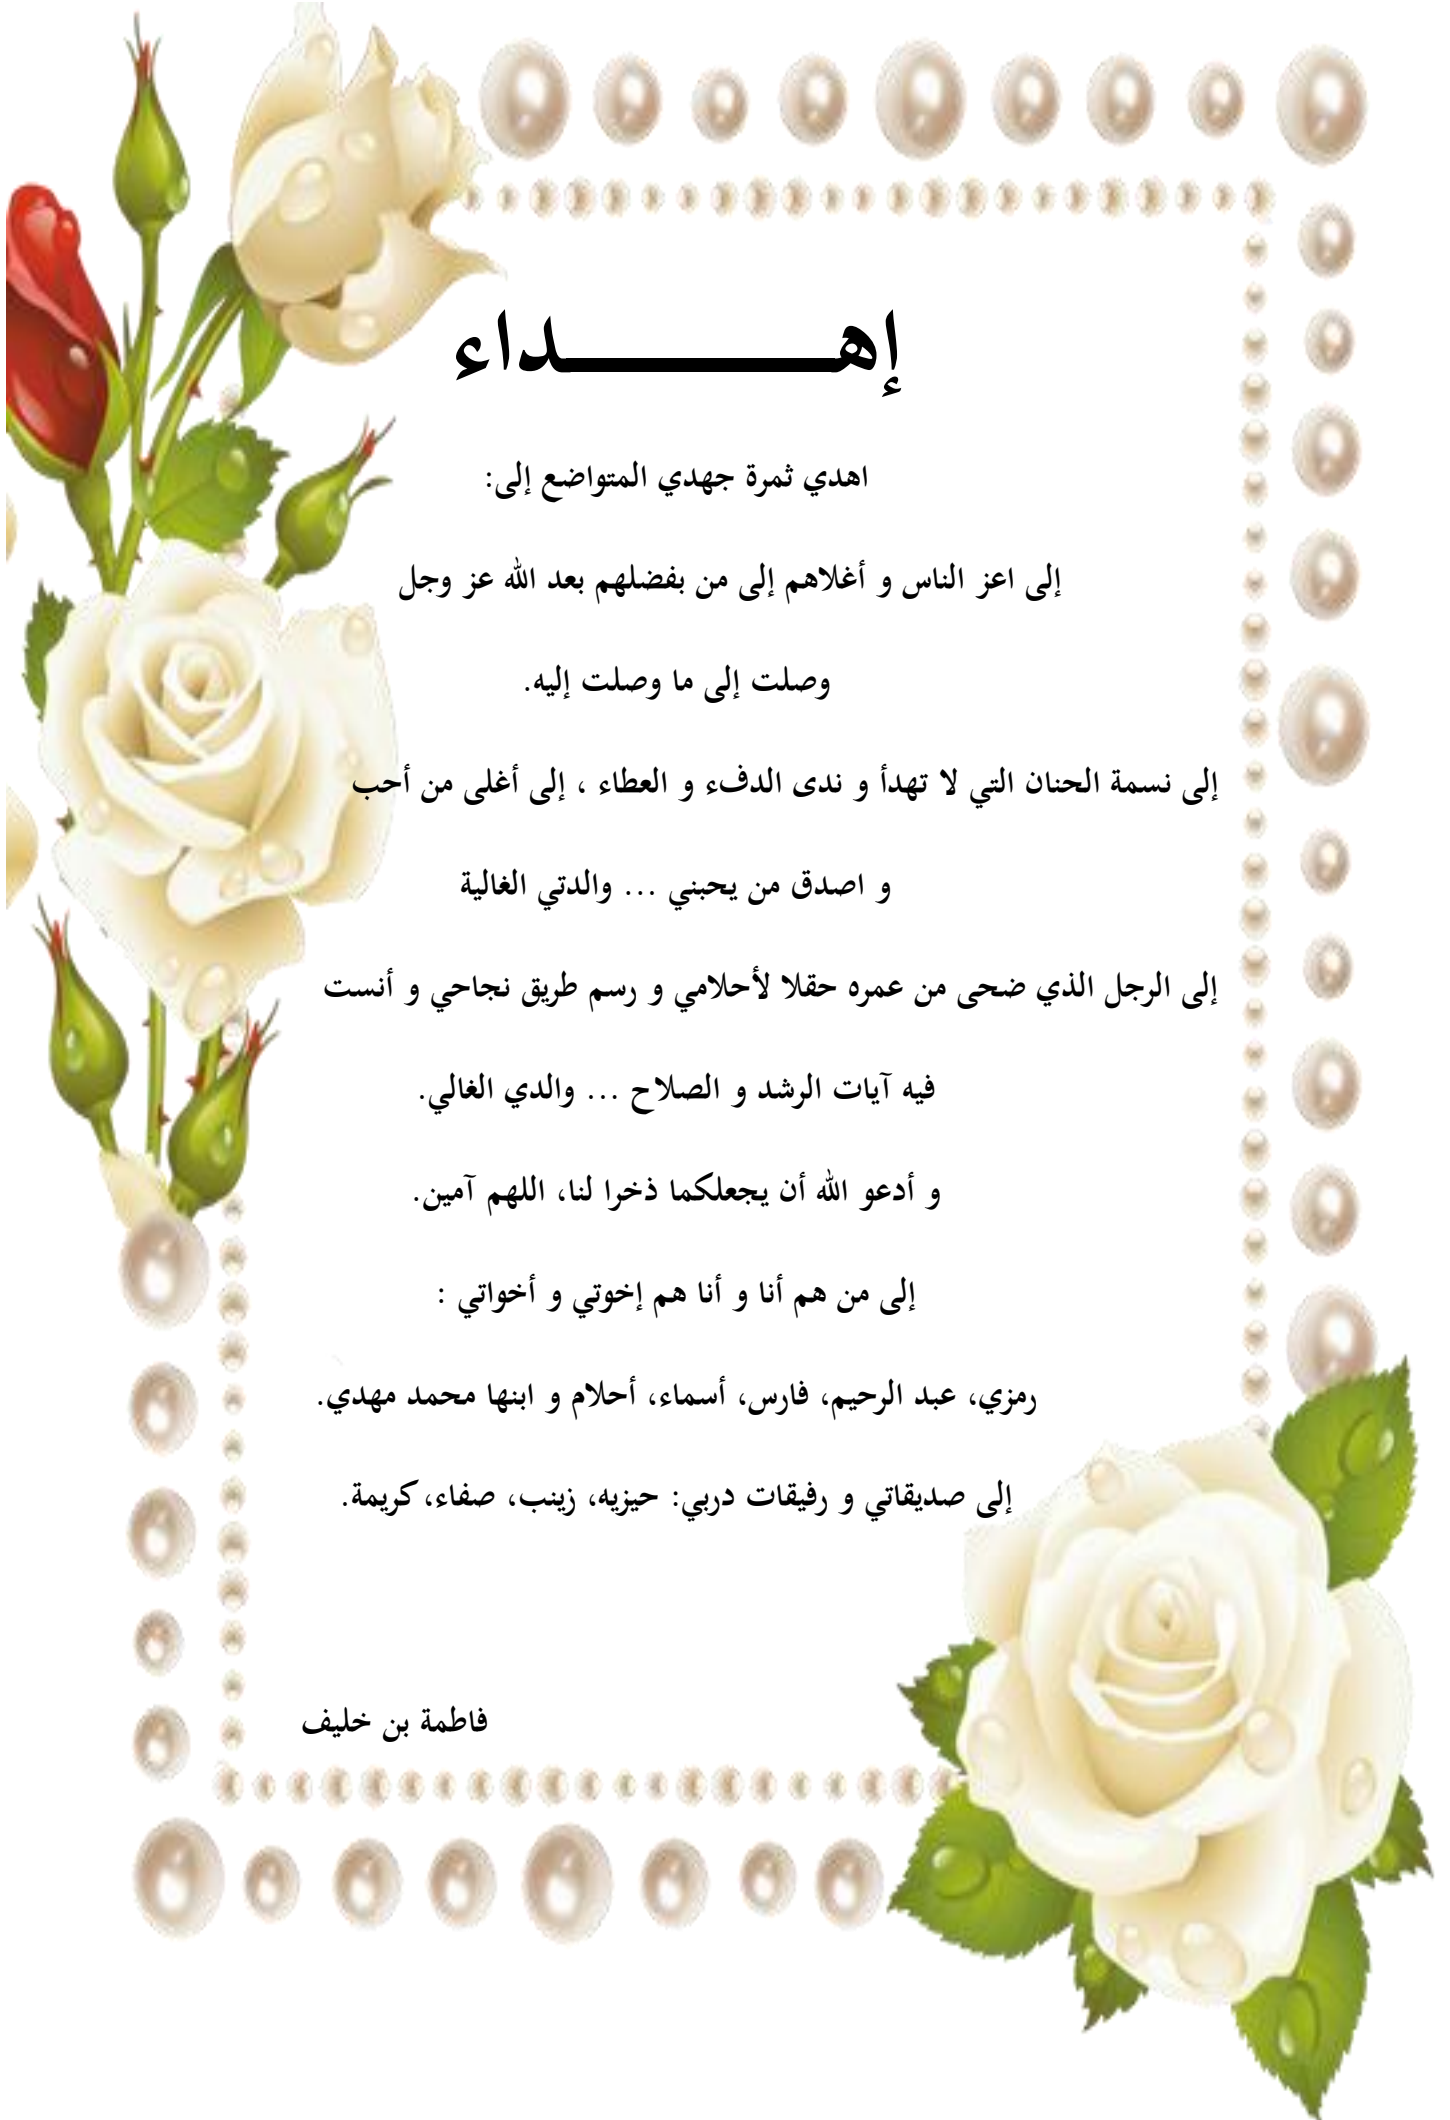 إهـــــــــداء
اهدي ثمرة جهدي المتواضع إلى:
إلى اعز الناس و أغلاهم إلى من بفضلهم بعد الله عز وجل
وصلت إلى ما وصلت إليه.
إلى نسمة الحنان التي لا تهدأ و ندى الدفء و العطاء ، إلى أغلى من أحب
و اصدق من يحبني ... والدتي الغالية
إلى الرجل الذي ضحى من عمره حقلا لأحلامي و رسم طريق نجاحي و أنست
فيه آيات الرشد و الصلاح ... والدي الغالي.
و أدعو الله أن يجعلكما ذخرا لنا، اللهم آمين.
إلى من هم أنا و أنا هم إخوتي و أخواتي :
رمزي، عبد الرحيم، فارس، أسماء، أحلام و ابنها محمد مهدي.
إلى صديقاتي و رفيقات دربي: حيزيه، زينب، صفاء، كريمة.
فاطمة بن خليف